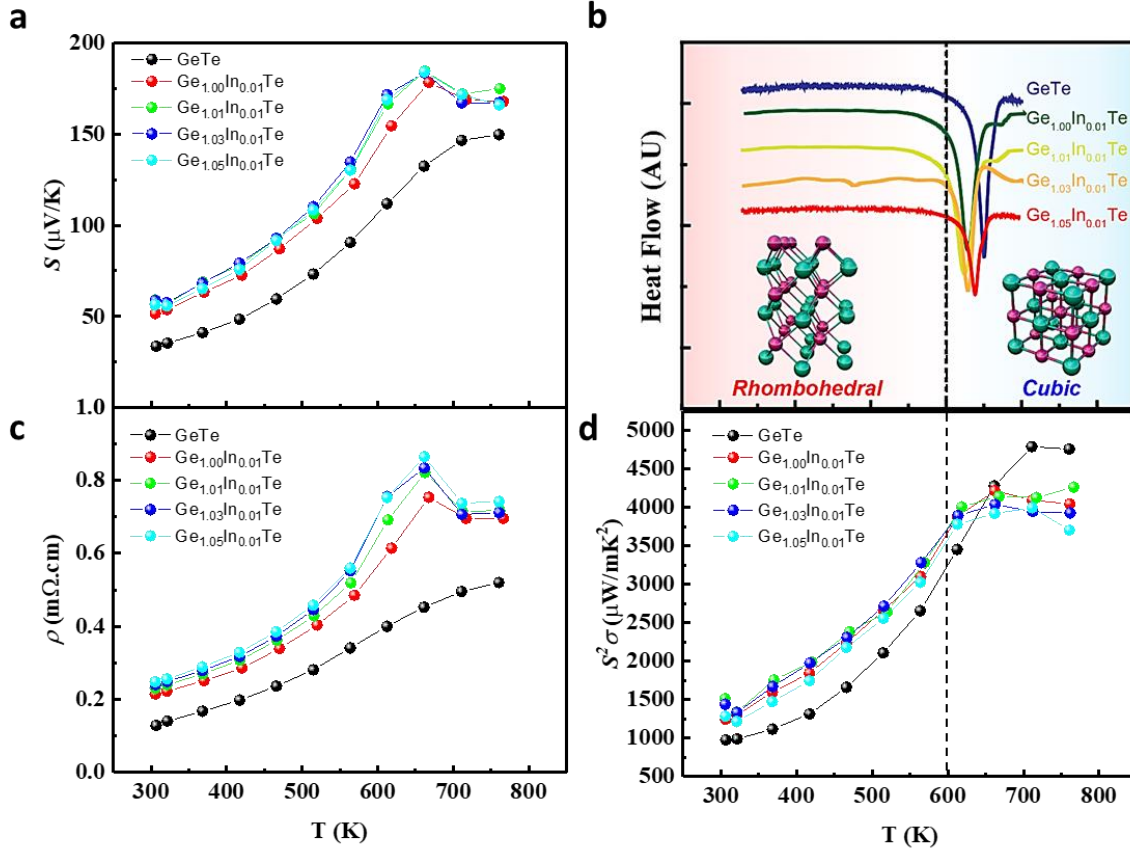 a
200
150
100
50
1.0
S (μV/K)
GeTe
Ge1.00In0.01Te
Ge1.01In0.01Te
Ge1.03In0.01Te
Ge1.05In0.01Te
b
Heat Flow (AU)
GeTe
Ge1.00In0.01Te
Ge1.01In0.01Te
Ge1.03In0.01Te
Ge1.05In0.01Te
Rhombohedral
Cubic
c
0.8
0.6
0.4
0.2
0.0
ρ (mΩ.cm)
GeTe
Ge1.00In0.01Te
Ge1.01In0.01Te
Ge1.03In0.01Te
Ge1.05In0.01Te
300 400 500 600 700 800
T (K)
d
5000
4500
4000
3500
3000
2500
2000
1500
1000
500
S2σ (μW/mK2)
GeTe
Ge1.00In0.01Te
Ge1.01In0.01Te
Ge1.03In0.01Te
Ge1.05In0.01Te
300 400 500 600 700 800
T (K)